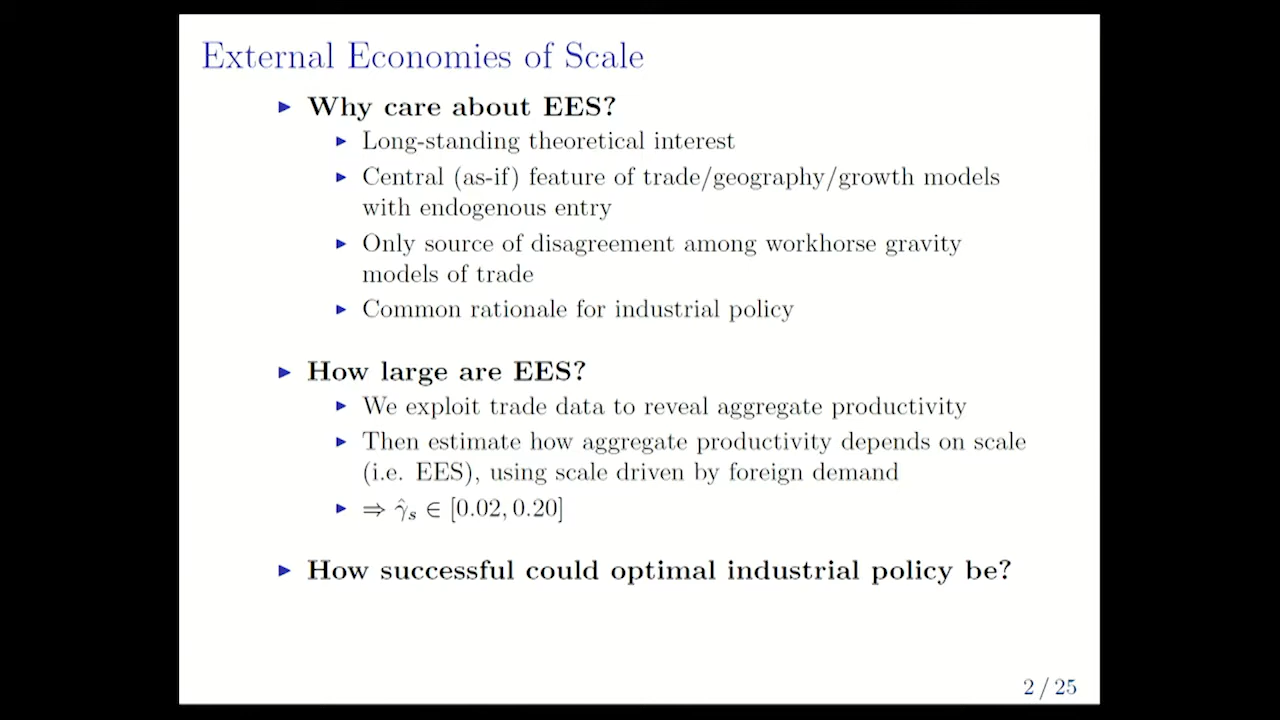 External Economies of Scale
▶ Why care about EES?
▶ Long-standing theoretical interest
▶ Central (as-if) feature of trade/geography/growth models
with endogenous entry
▶ Only source of disagreement among workhorse gravity
models of trade
▶ Common rationale for industrial policy
▶ How large are EES?
▶ We exploit trade data to reveal aggregate productivity
▶ Then estimate how aggregate productivity depends on scale
(i.e. EES), using scale driven by foreign demand
▶ ⇒ γ̂ₛ ∈ [0.02, 0.20]
▶ How successful could optimal industrial policy be?
2 / 25